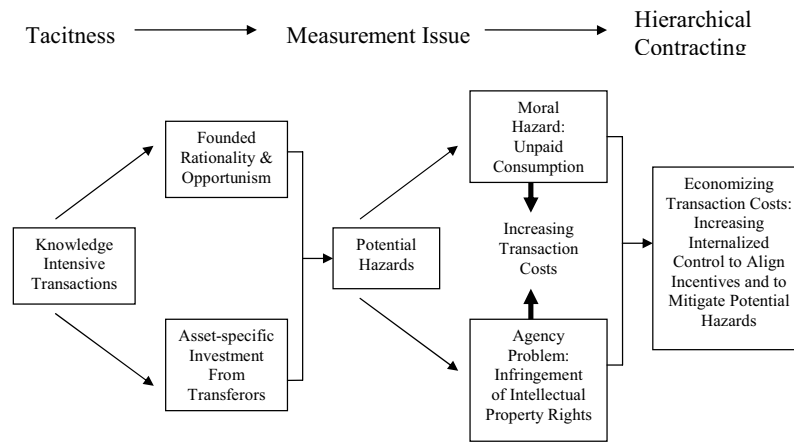 Tacitness
Measurement Issue
Hierarchical
Contracting
Founded
Rationality &
Opportunism
Moral
Hazard:
Unpaid
Consumption
Knowledge
Intensive
Transactions
Potential
Hazards
Increasing
Transaction
Costs
Economizing
Transaction Costs:
Increasing
Internalized
Control to Align
Incentives and to
Mitigate Potential
Hazards
Asset-specific
Investment
From
Transferors
Agency
Problem:
Infringement
of Intellectual
Property Rights